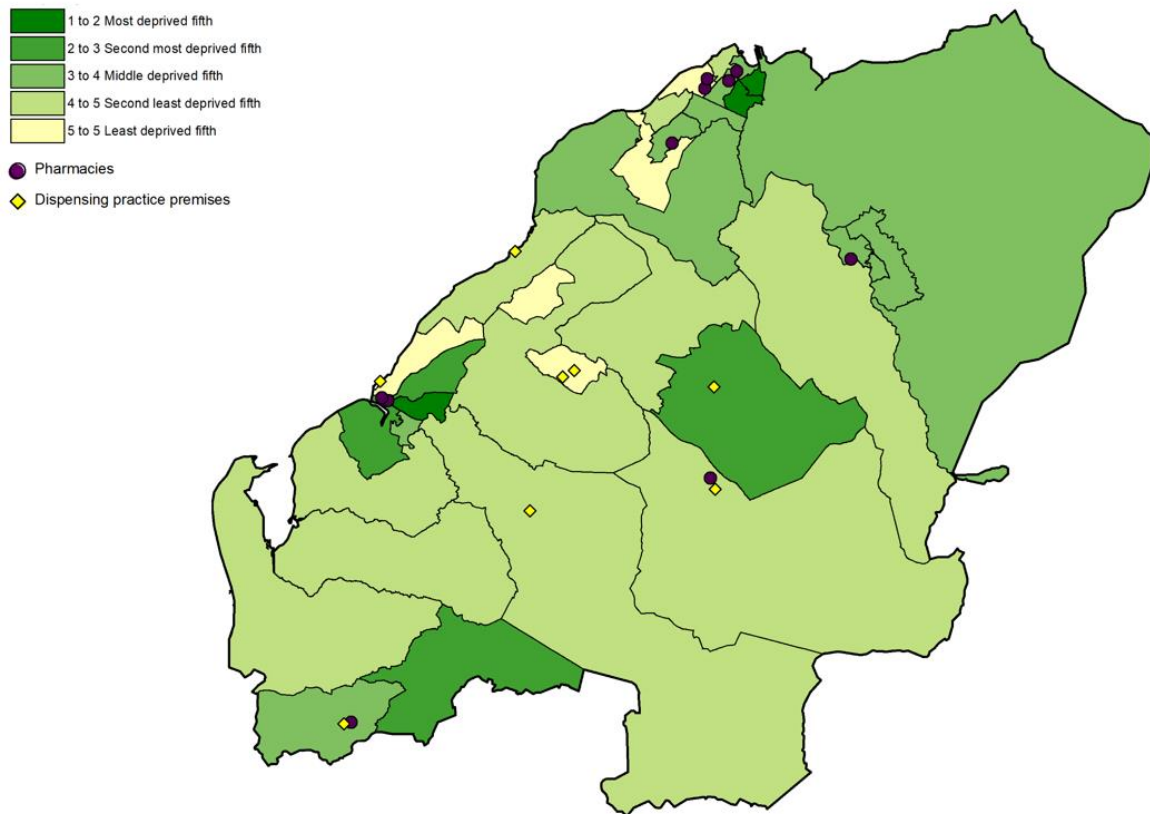 1 to 2 Most deprived fifth
2 to 3 Second most deprived fifth
3 to 4 Middle deprived fifth
4 to 5 Second least deprived fifth
5 to 5 Least deprived fifth
Pharmacies
Dispensing practice premises